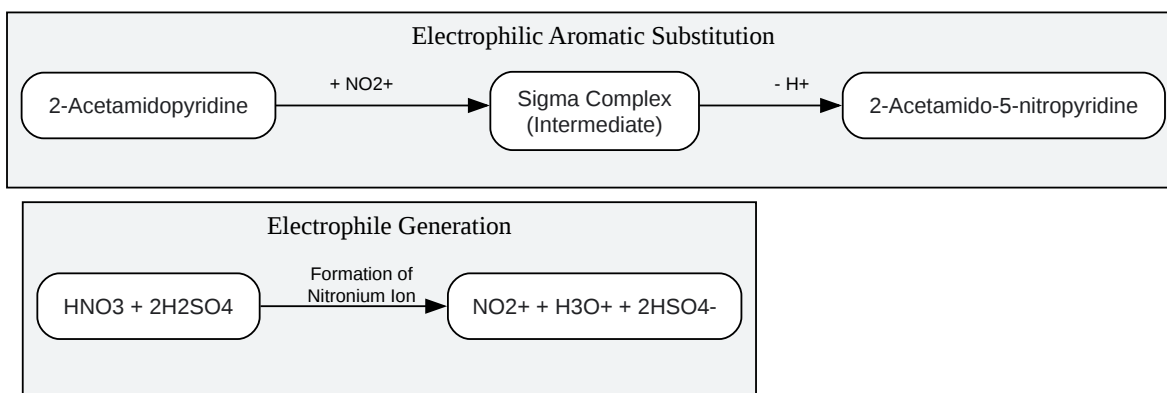 Electrophilic Aromatic Substitution
2-Acetamidopyridine
+ NO2+
Sigma Complex
(Intermediate)
- H+
2-Acetamido-5-nitropyridine
Electrophile Generation
HNO3 + 2H2SO4
Formation of
Nitronium Ion
NO2+ + H3O+ + 2HSO4-